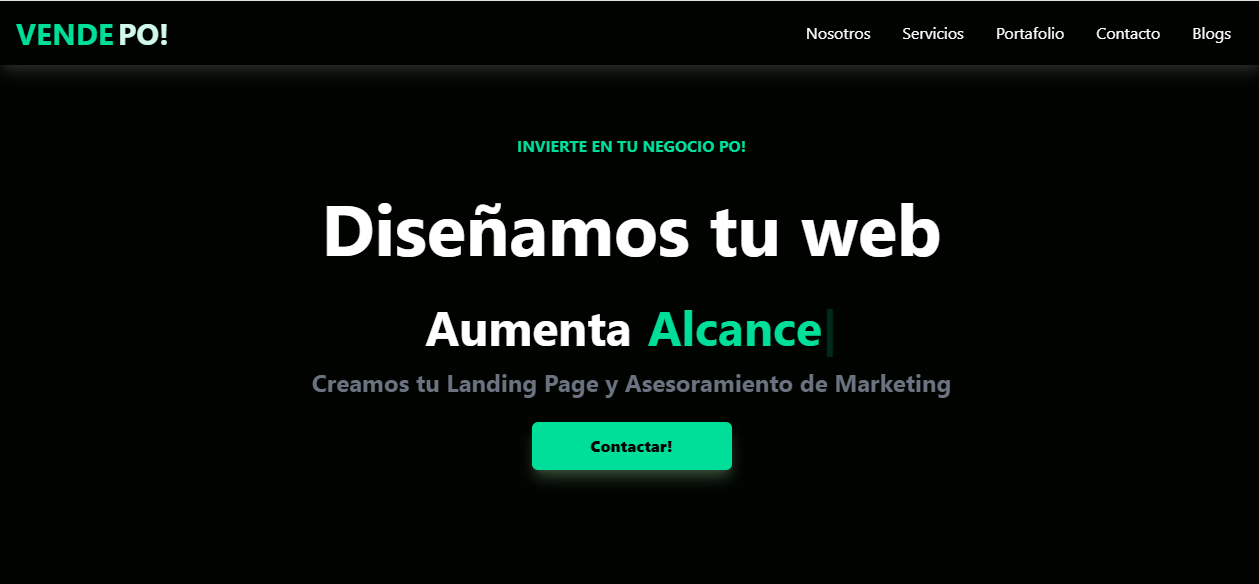 VENDE PO!
Nosotros Servicios Portafolio Contacto Blogs
INVIERTE EN TU NEGOCIO PO!
Diseñamos tu web
Aumenta Alcance
Creamos tu Landing Page y Asesoramiento de Marketing
Contactar!